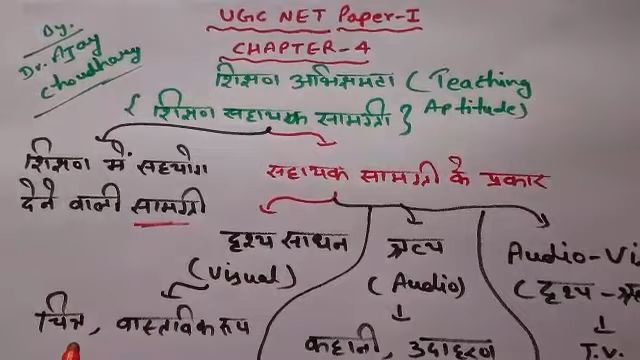 By.
Dr. AJAY
Choudhary
UGC NET Paper-I
CHAPTER-4
शिक्षण अभिक्षमता (Teaching
Aptitude)
{ शिक्षण सहायक सामग्री }
शिक्षण में सहयोग
देने वाली सामग्री
सहायक सामग्री के प्रकार
दृश्य साधन
(Visual)
चित्र, वास्तविक रूप
श्रव्य
(Audio)
कहानी, उदाहरण
Audio-Vi
(दृश्य-श्र
T.V.